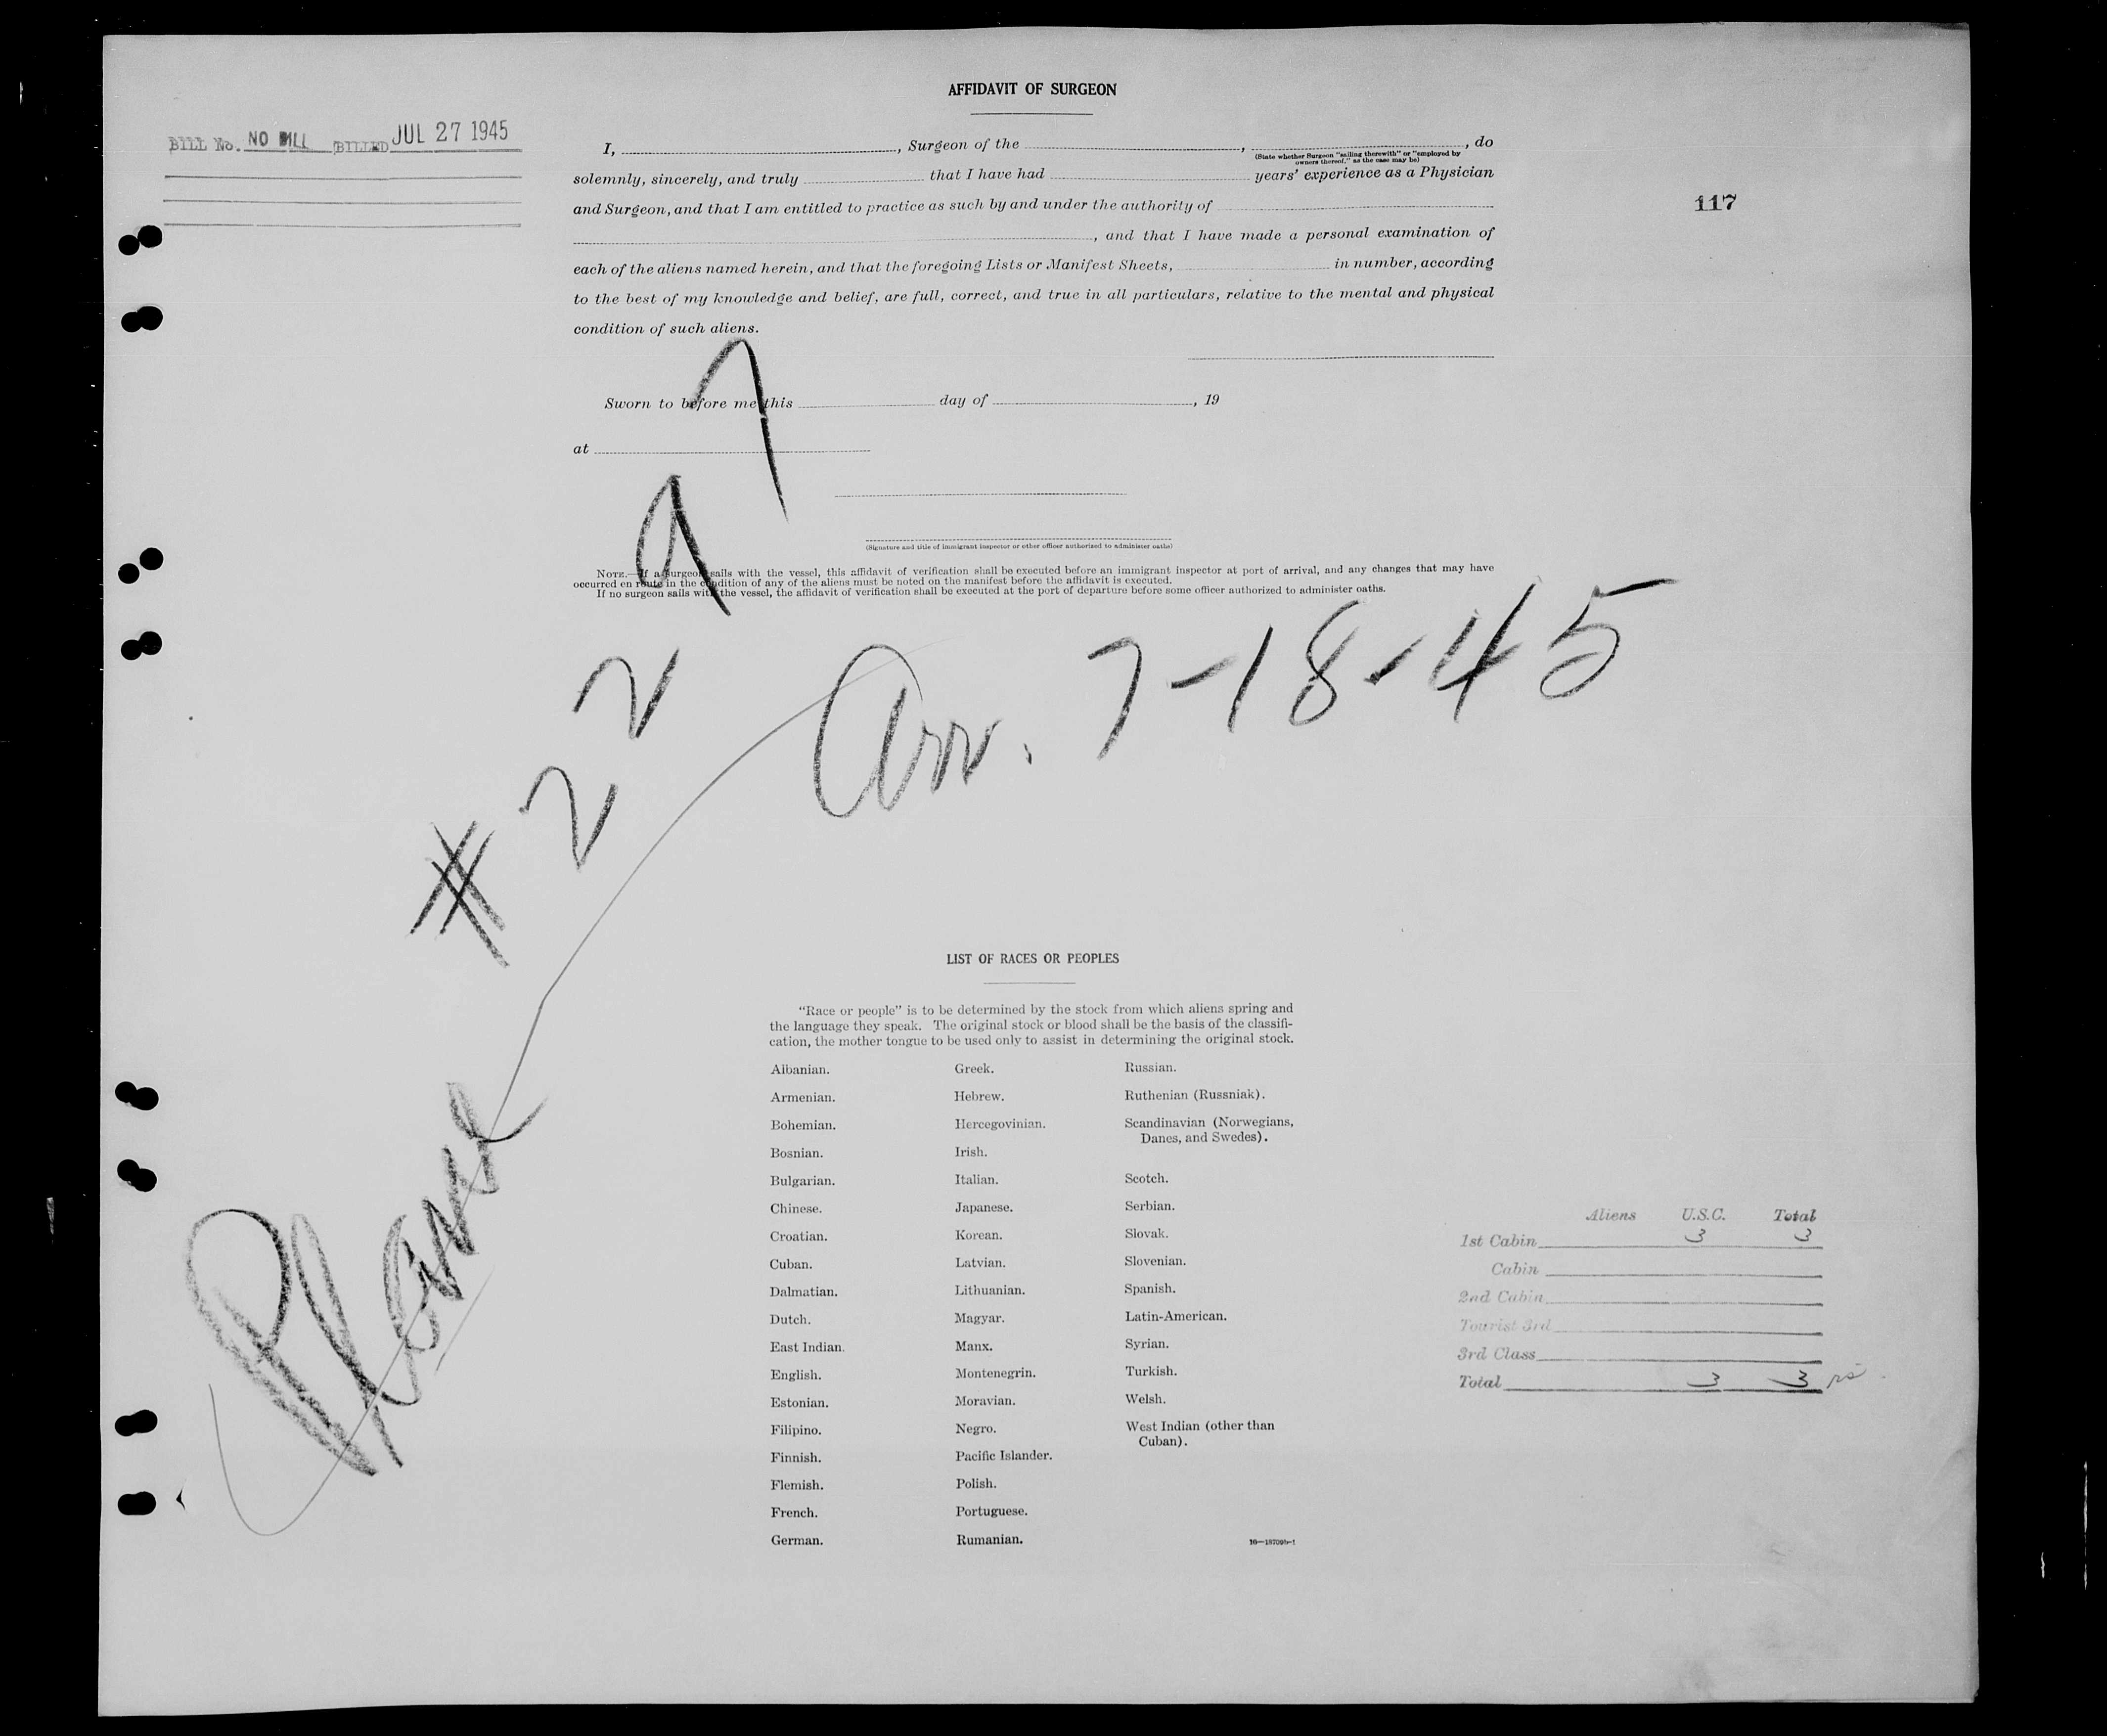 AFFIDAVIT OF SURGEON
BILL No. NO BILL BILLED JUL 27 1945
I, , Surgeon of the , , do
(State whether Surgeon "sailing therewith" or "employed by
owners thereof," as the case may be)
solemnly, sincerely, and truly that I have had years' experience as a Physician
117
and Surgeon, and that I am entitled to practice as such by and under the authority of
, and that I have made a personal examination of
each of the aliens named herein, and that the foregoing Lists or Manifest Sheets, in number, according
to the best of my knowledge and belief, are full, correct, and true in all particulars, relative to the mental and physical
condition of such aliens.
Sworn to before me this day of , 19
at
(Signature and title of immigrant inspector or other officer authorized to administer oaths)
NOTE.—If a surgeon sails with the vessel, this affidavit of verification shall be executed before an immigrant inspector at port of arrival, and any changes that may have
occurred en route in the condition of any of the aliens must be noted on the manifest before the affidavit is executed.
If no surgeon sails with the vessel, the affidavit of verification shall be executed at the port of departure before some officer authorized to administer oaths.
Plane #2297
Arr. 7-18-45
LIST OF RACES OR PEOPLES
"Race or people" is to be determined by the stock from which aliens spring and
the language they speak. The original stock or blood shall be the basis of the classifi-
cation, the mother tongue to be used only to assist in determining the original stock.
Albanian. Greek. Russian.
Armenian. Hebrew. Ruthenian (Russniak).
Bohemian. Hercegovinian. Scandinavian (Norwegians,
Danes, and Swedes).
Bosnian. Irish.
Bulgarian. Italian. Scotch.
Chinese. Japanese. Serbian.
Croatian. Korean. Slovak.
Cuban. Latvian. Slovenian.
Dalmatian. Lithuanian. Spanish.
Dutch. Magyar. Latin-American.
East Indian. Manx. Syrian.
English. Montenegrin. Turkish.
Estonian. Moravian. Welsh.
Filipino. Negro. West Indian (other than
Cuban).
Finnish. Pacific Islander.
Flemish. Polish.
French. Portuguese.
German. Rumanian.
Aliens U.S.C. Total
1st Cabin 3 3
Cabin
2nd Cabin
Tourist 3rd
3rd Class
Total 3 3